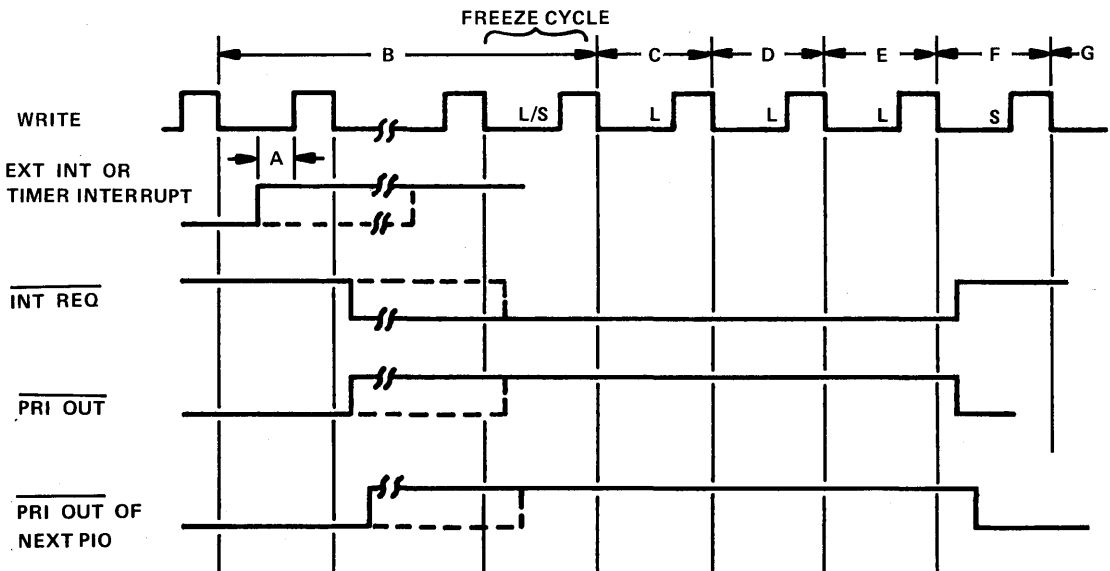 FREEZE CYCLE
B C D E F G
WRITE L/S L L L S
A
EXT INT OR
TIMER INTERRUPT
INT REQ
PRI OUT
PRI OUT OF
NEXT PIO